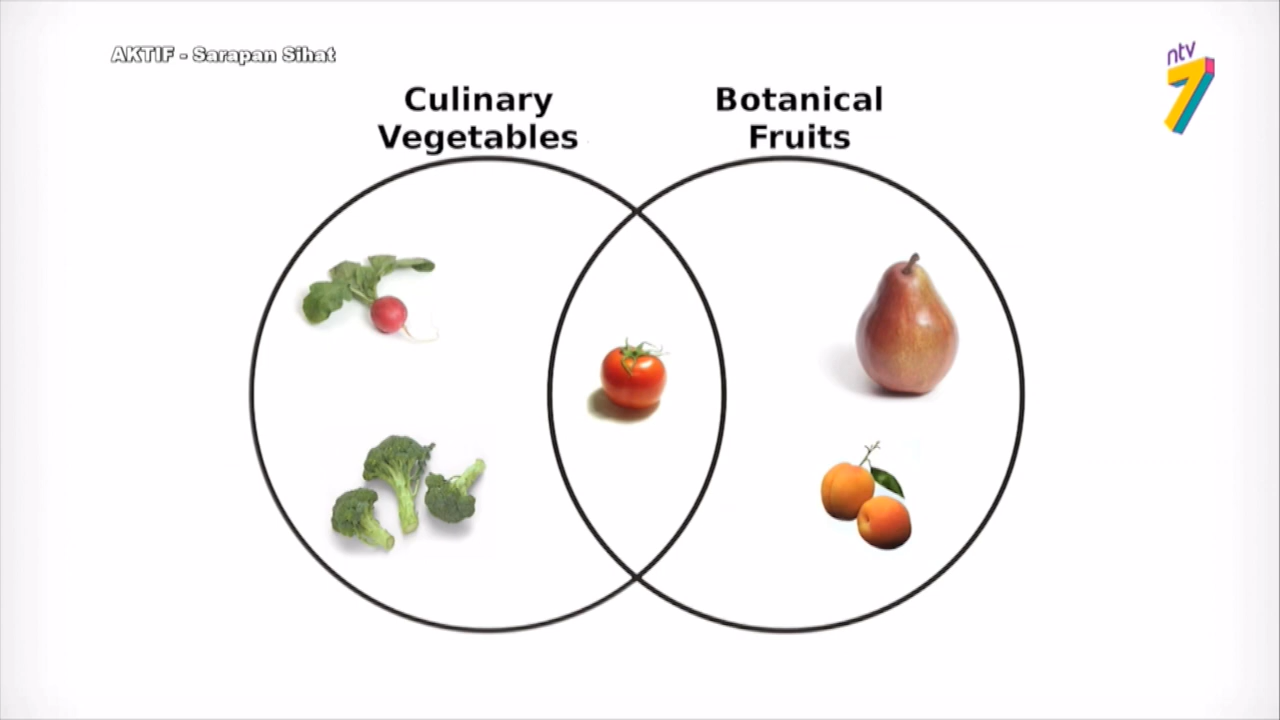 AKTIF - Sarapan Sihat
ntv
7
Culinary
Vegetables
Botanical
Fruits